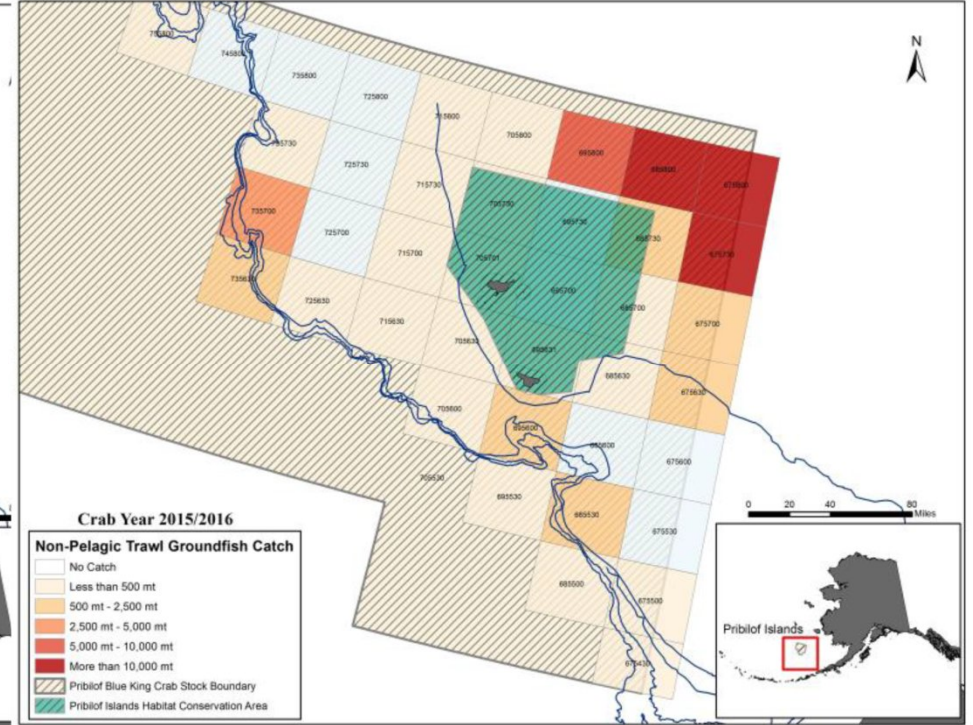 N
745800
735800
725800
715800
705800
695800
685800
675800
735730
725730
715730
705730
695730
685730
675730
735700
725700
715700
705701
695700
685700
675700
735630
725630
715630
705630
695631
685630
675630
705600
695600
685600
675600
705530
695530
685530
675530
685500
675500
675430
0 20 40 80
Miles
Crab Year 2015/2016
Non-Pelagic Trawl Groundfish Catch
No Catch
Less than 500 mt
500 mt - 2,500 mt
2,500 mt - 5,000 mt
5,000 mt - 10,000 mt
More than 10,000 mt
Pribilof Blue King Crab Stock Boundary
Pribilof Islands Habitat Conservation Area
Pribilof Islands